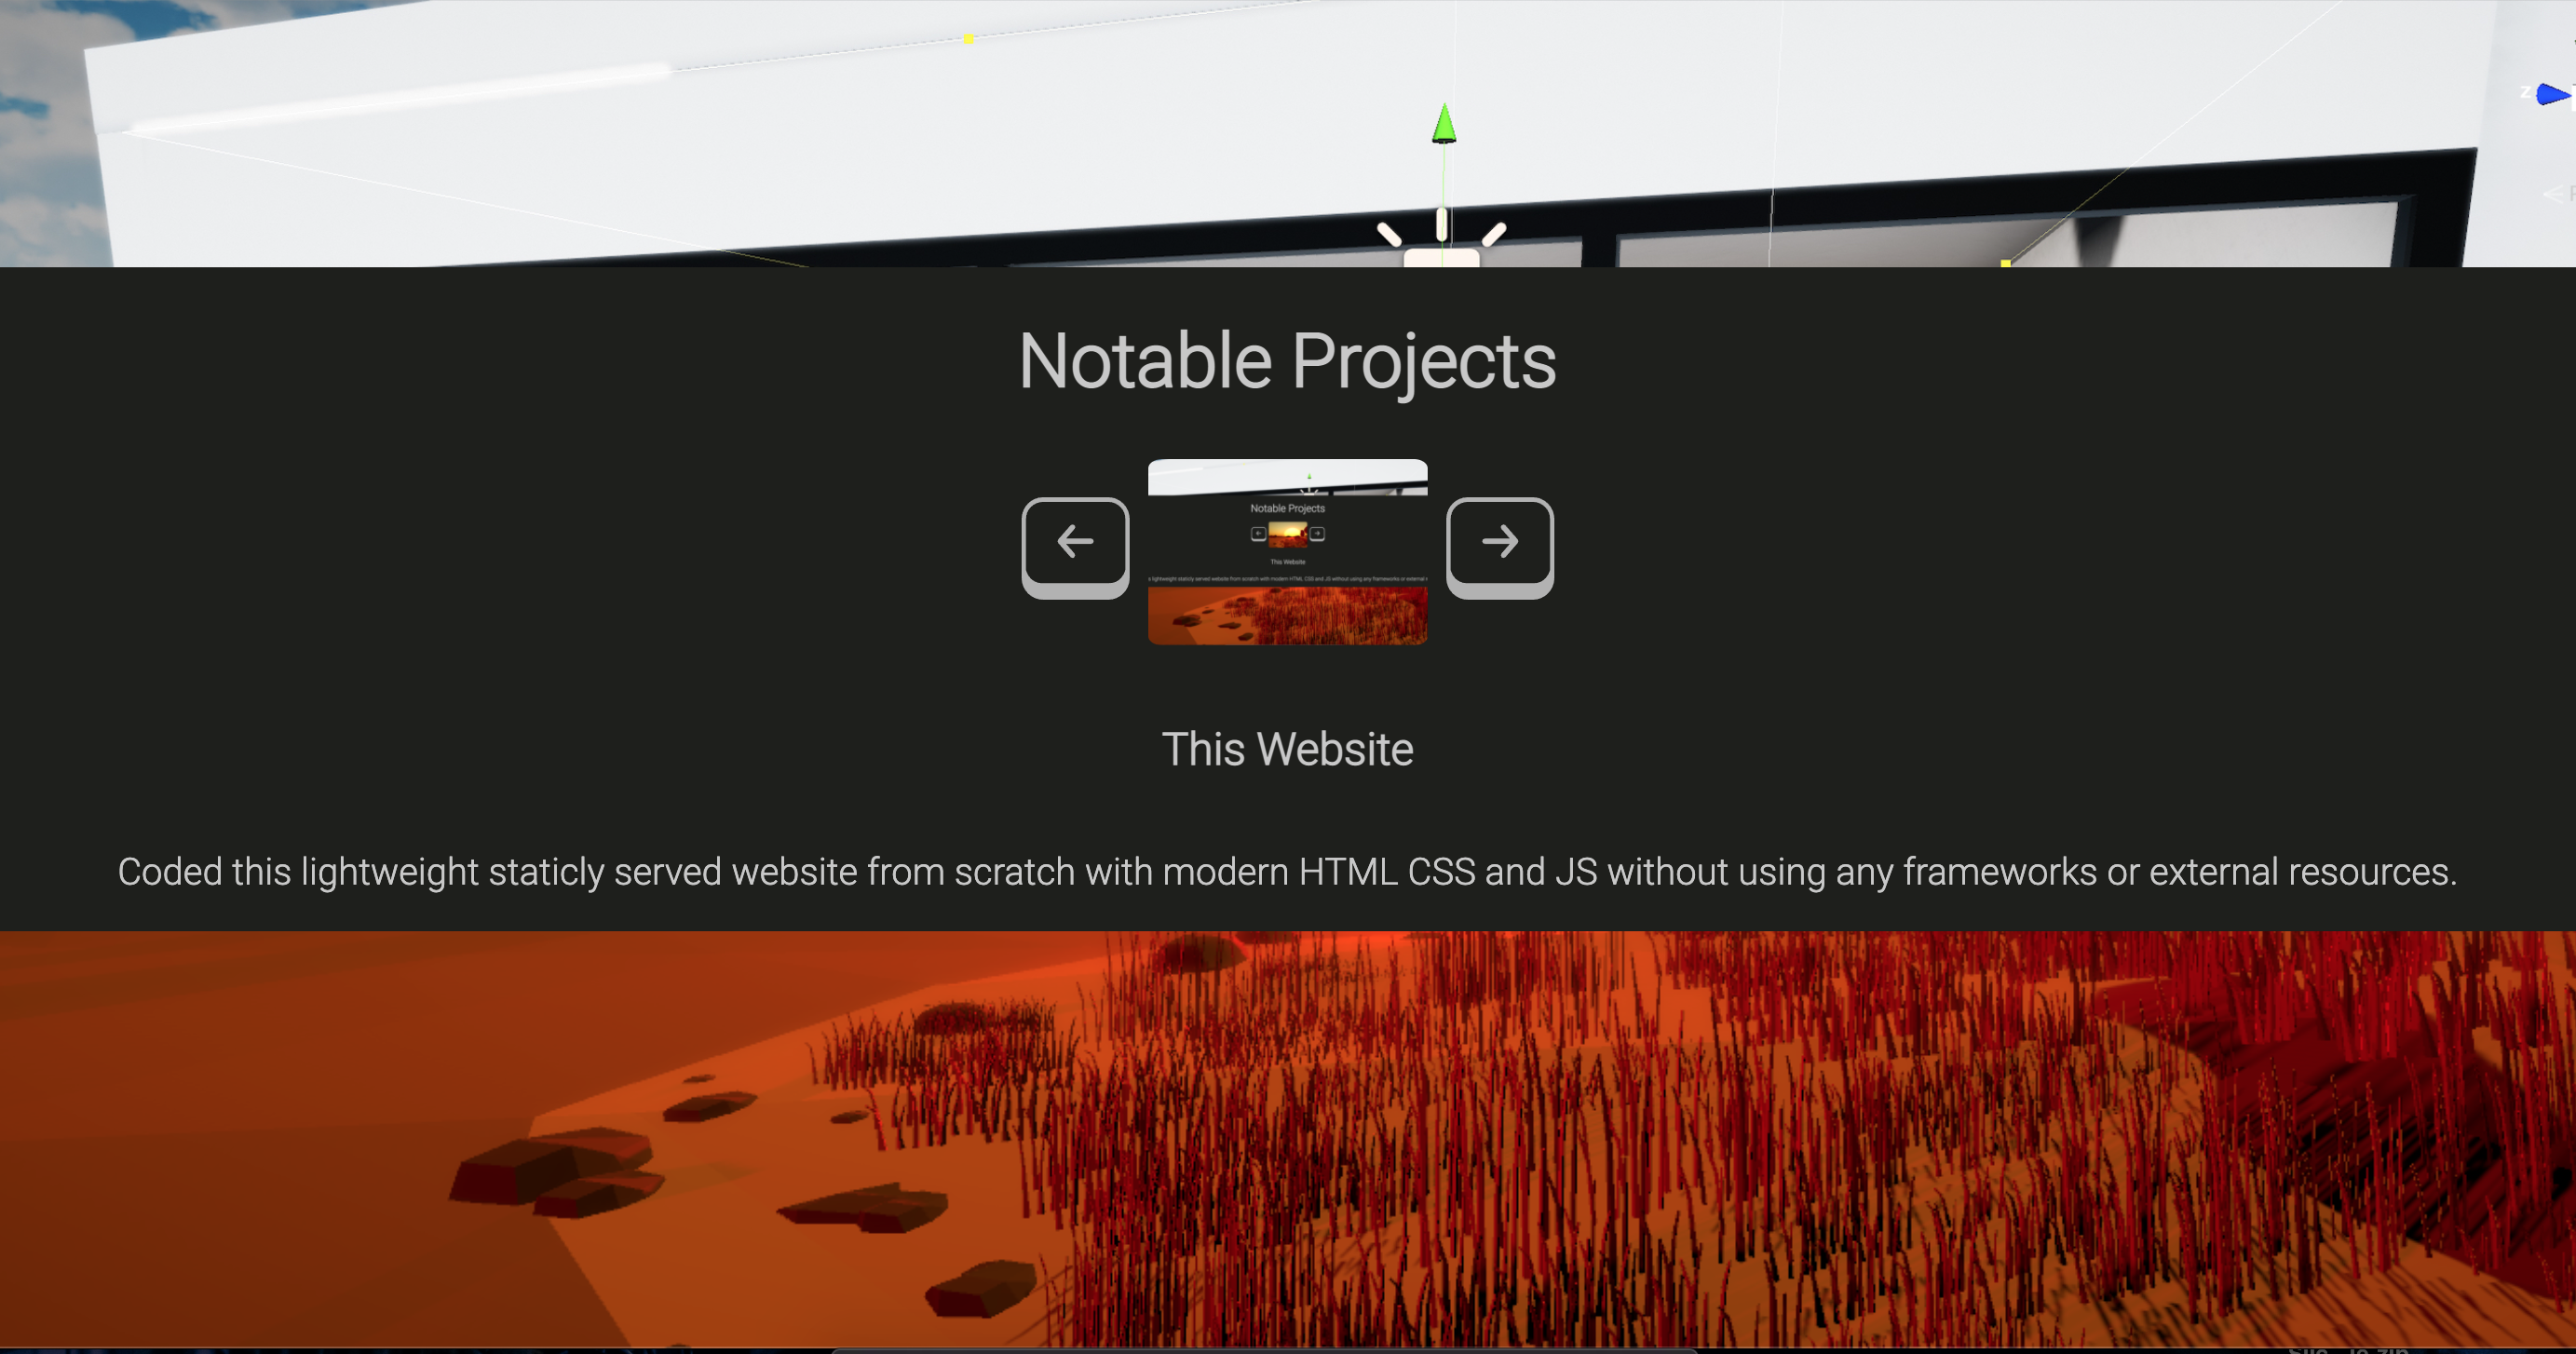 Z
Notable Projects
Notable Projects
This Website
This Website
Coded this lightweight staticly served website from scratch with modern HTML CSS and JS without using any frameworks or external resources.